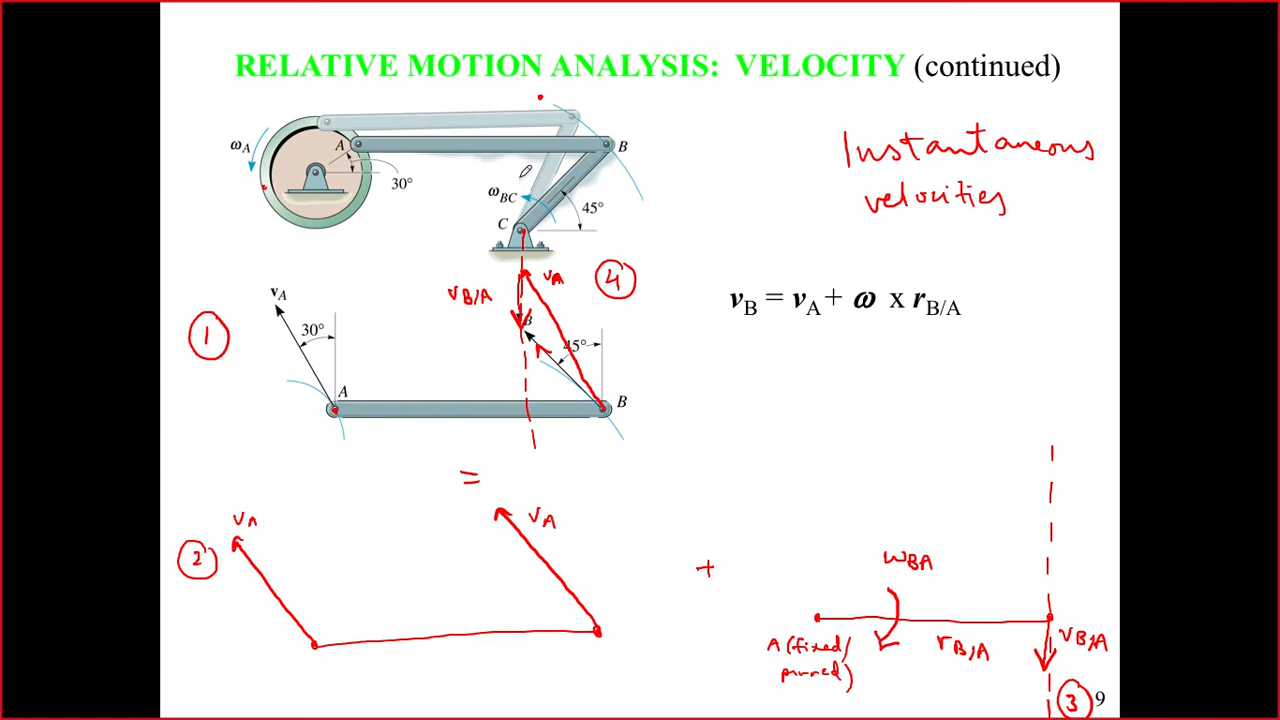 RELATIVE MOTION ANALYSIS: VELOCITY (continued)
ωA
A
30°
B
ωBC
45°
C
Instantaneous
velocities
vB = vA + ω x rB/A
1
vA
30°
A
VB/A
VA
4
B
45°
B
=
2
VA
VA
+
ωBA
A (fixed/
pinned)
rB/A
VB/A
3
9